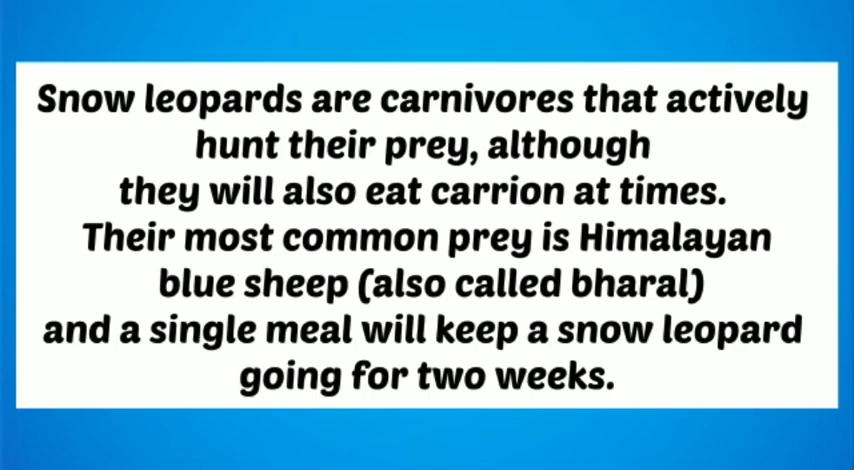 Snow leopards are carnivores that actively
hunt their prey, although
they will also eat carrion at times.
Their most common prey is Himalayan
blue sheep (also called bharal)
and a single meal will keep a snow leopard
going for two weeks.